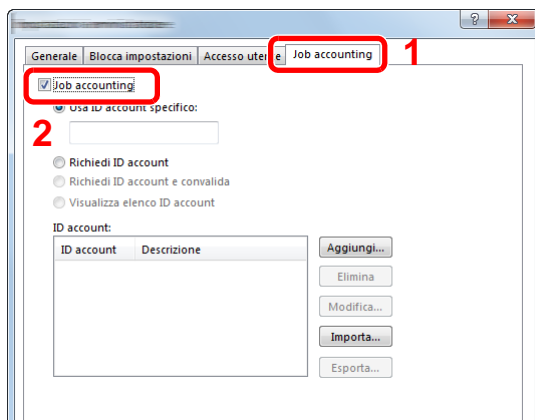 Generale Blocca impostazioni Accesso utente Job accounting 1
Job accounting
Usa ID account specifico:
2
Richiedi ID account
Richiedi ID account e convalida
Visualizza elenco ID account
ID account:
ID account Descrizione
Aggiungi...
Elimina
Modifica...
Importa...
Esporta...